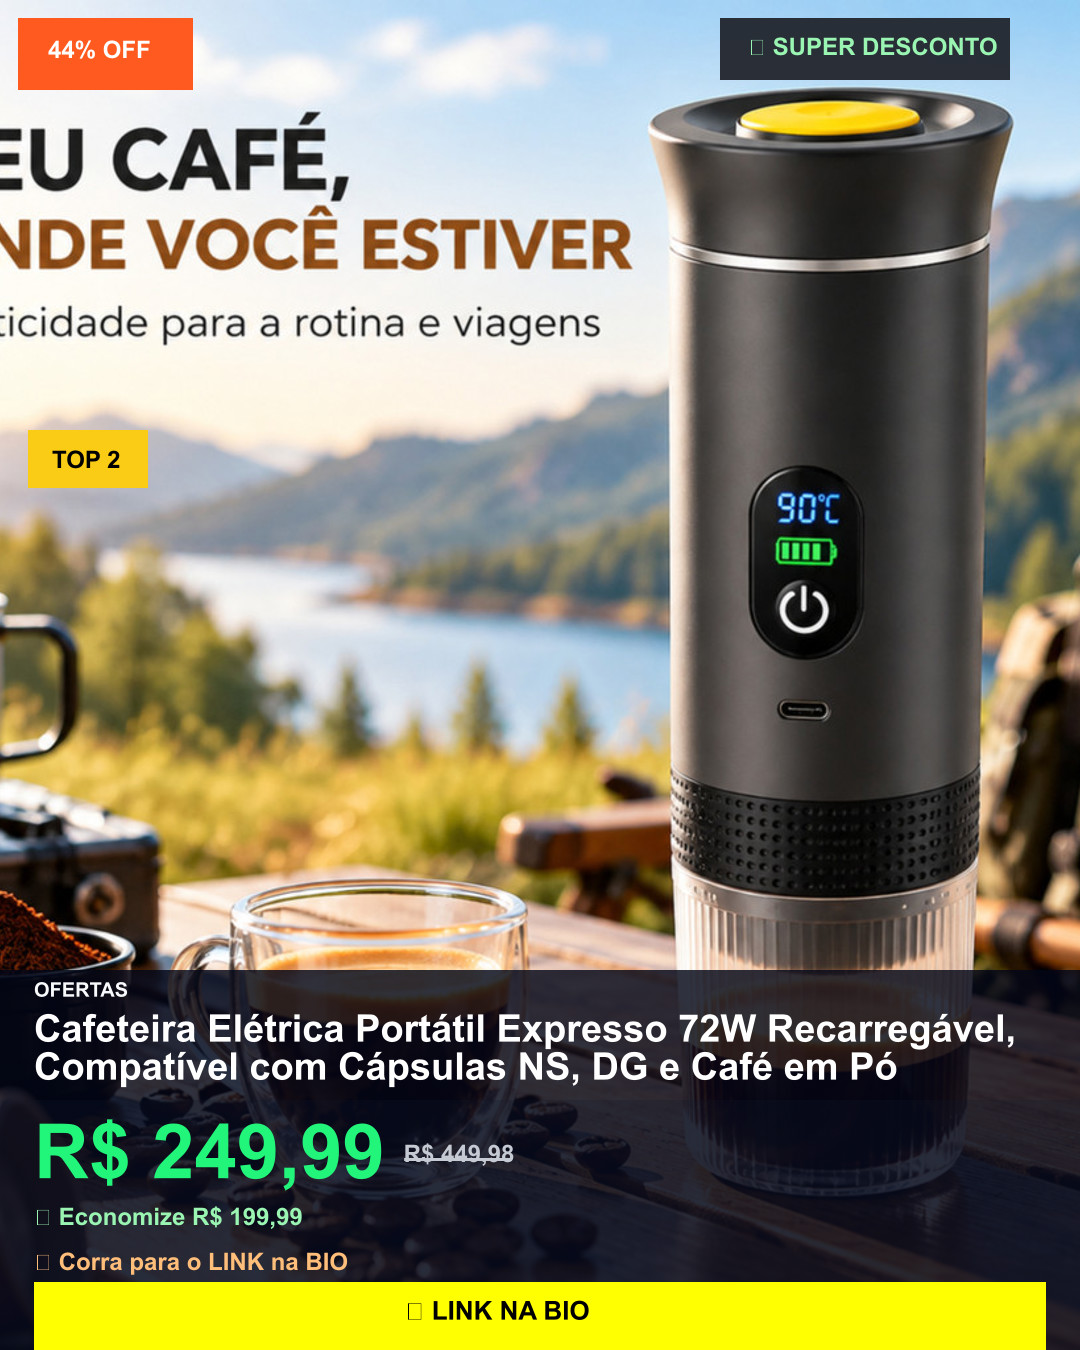 44% OFF
SUPER DESCONTO
EU CAFÉ,
NDE VOCÊ ESTIVER
ticidade para a rotina e viagens
TOP 2
90°C
OFERTAS
Cafeteira Elétrica Portátil Expresso 72W Recarregável,
Compatível com Cápsulas NS, DG e Café em Pó
R$ 249,99 R$ 449,98
Economize R$ 199,99
Corra para o LINK na BIO
LINK NA BIO